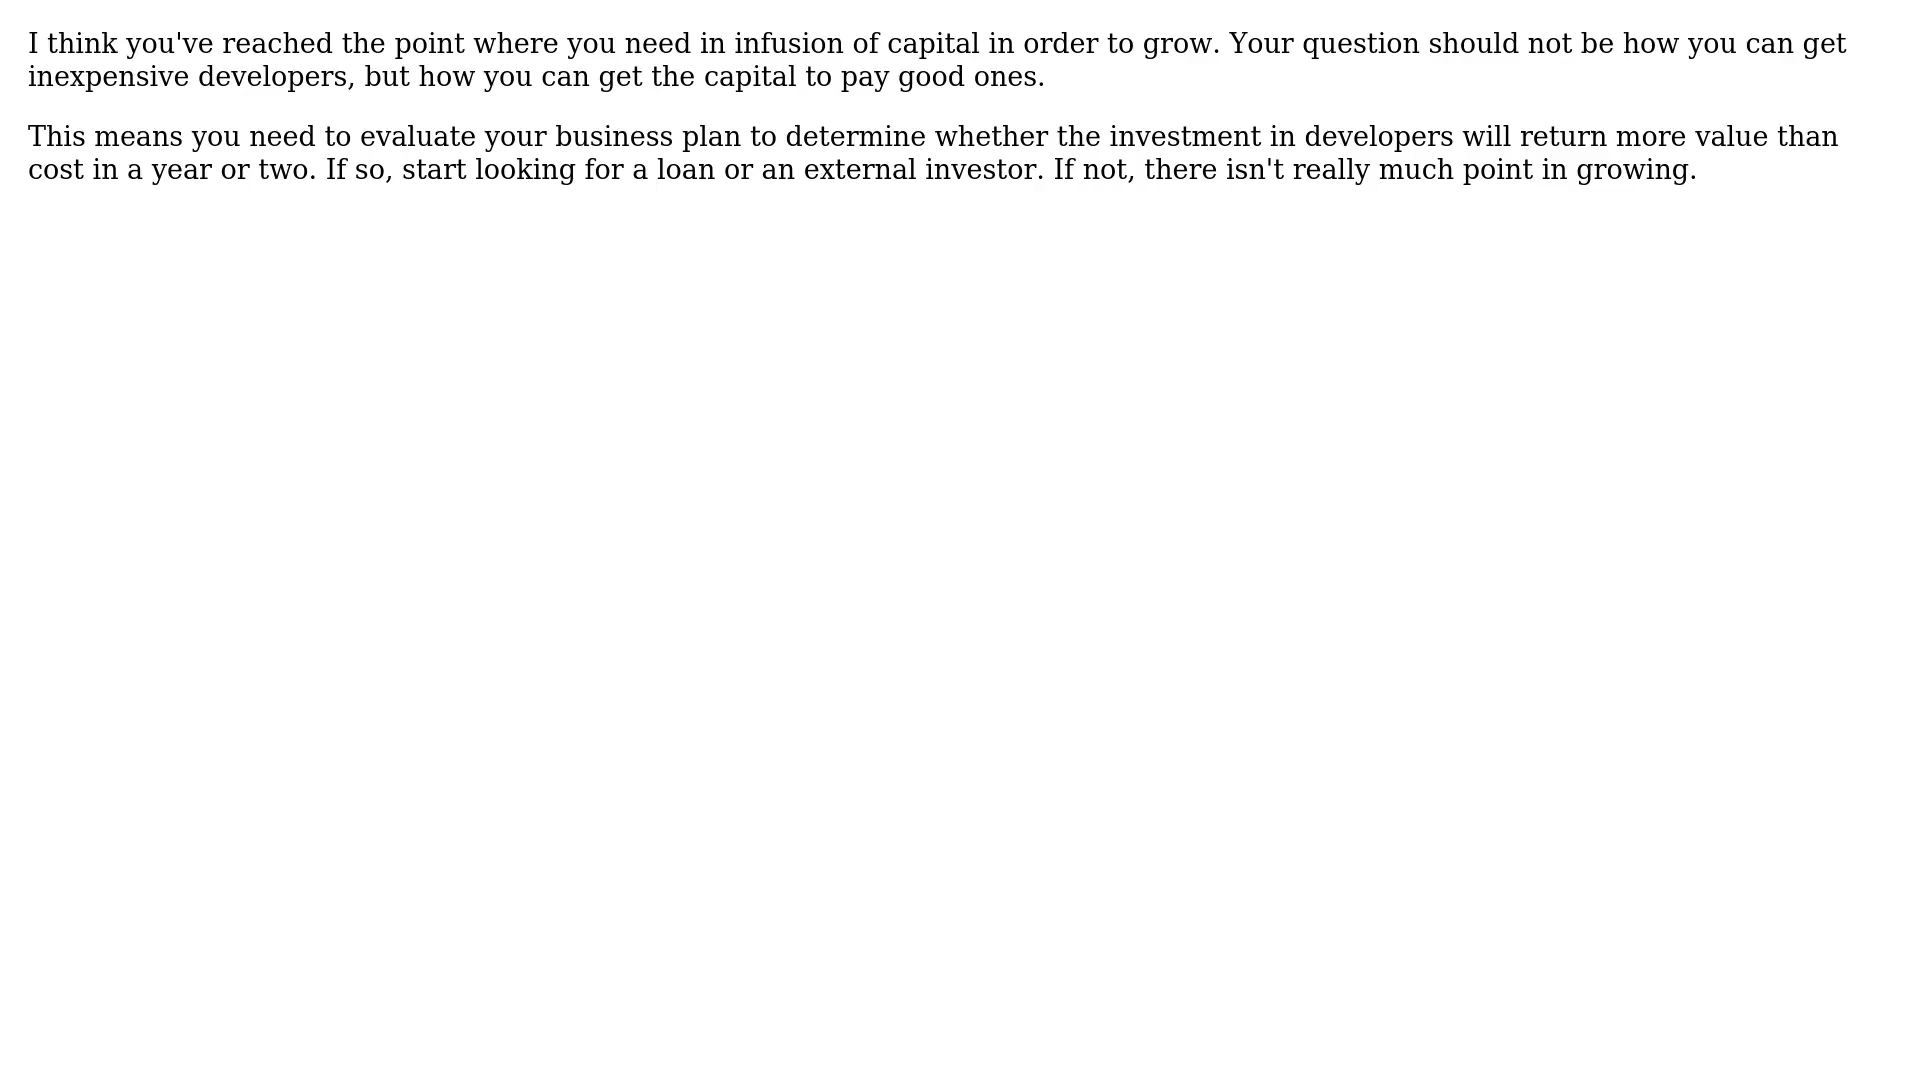 I think you've reached the point where you need in infusion of capital in order to grow. Your question should not be how you can get
inexpensive developers, but how you can get the capital to pay good ones.
This means you need to evaluate your business plan to determine whether the investment in developers will return more value than
cost in a year or two. If so, start looking for a loan or an external investor. If not, there isn't really much point in growing.